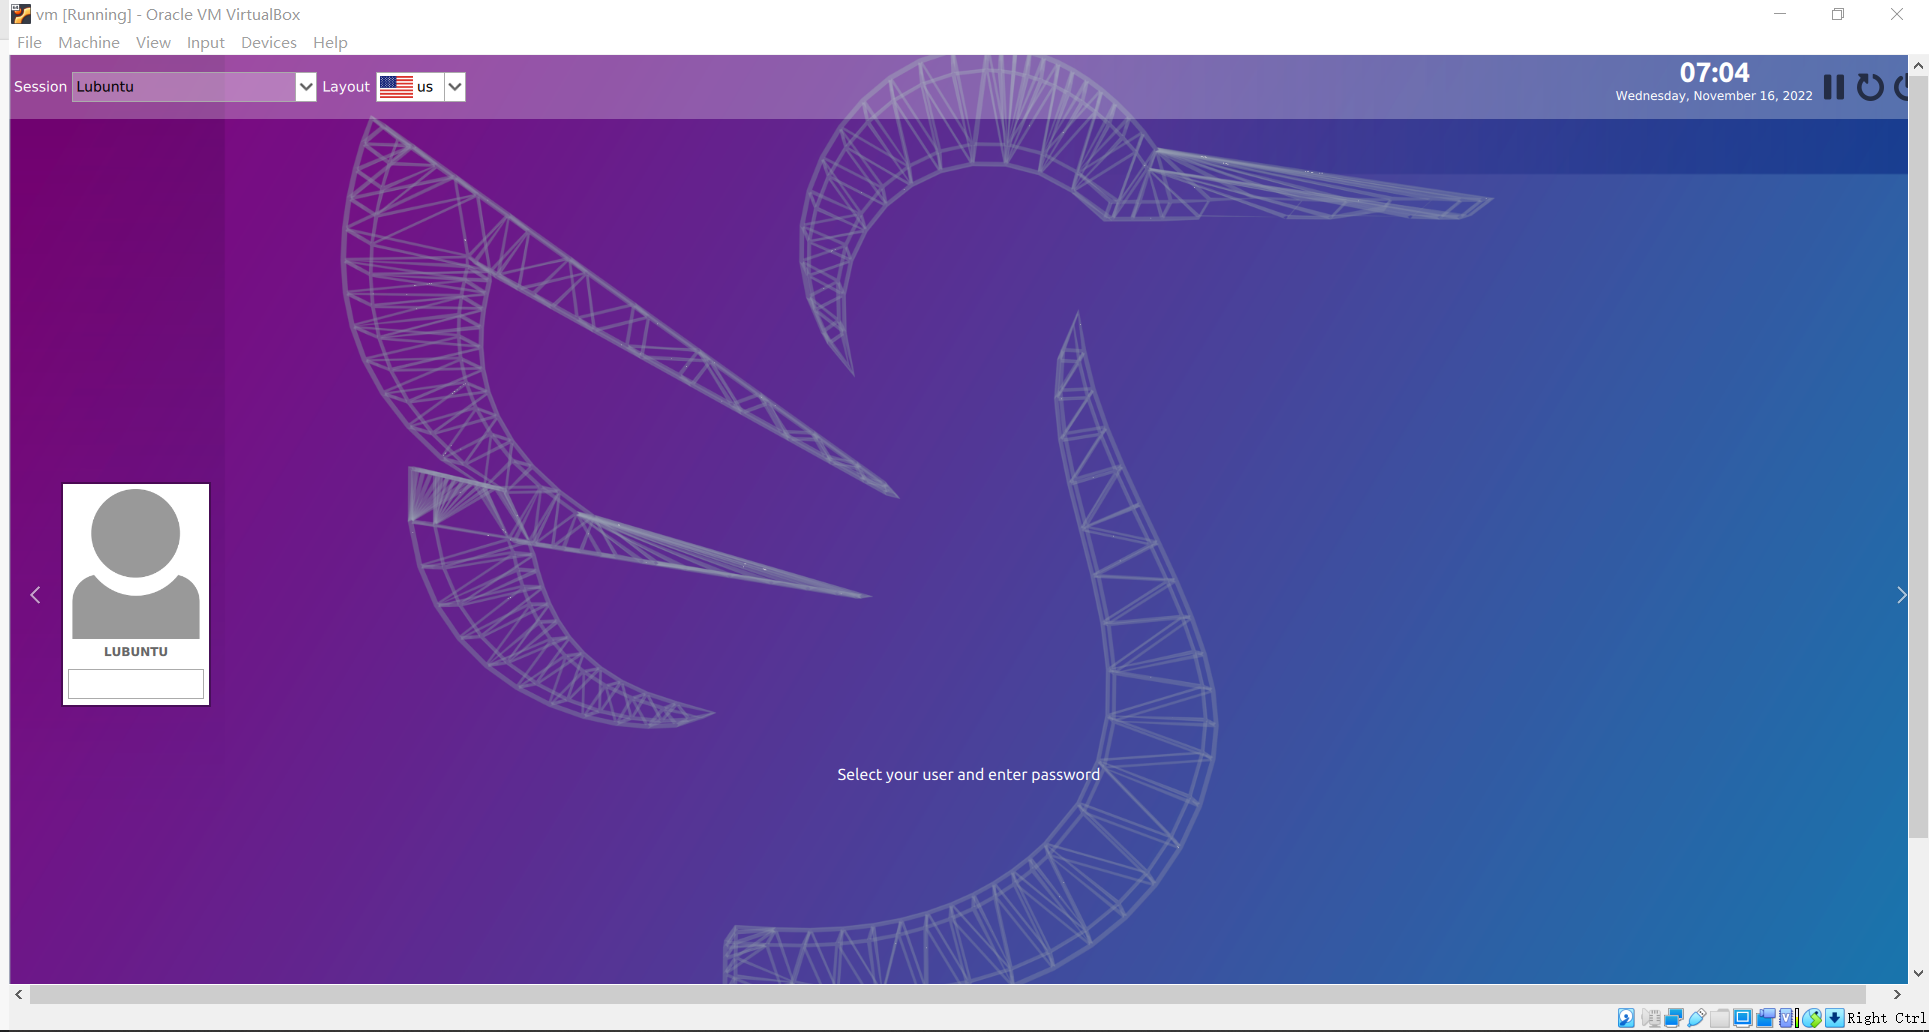 vm [Running] - Oracle VM VirtualBox
File Machine View Input Devices Help
Session Lubuntu Layout us
07:04
Wednesday, November 16, 2022
LUBUNTU
Select your user and enter password
Right Ctrl